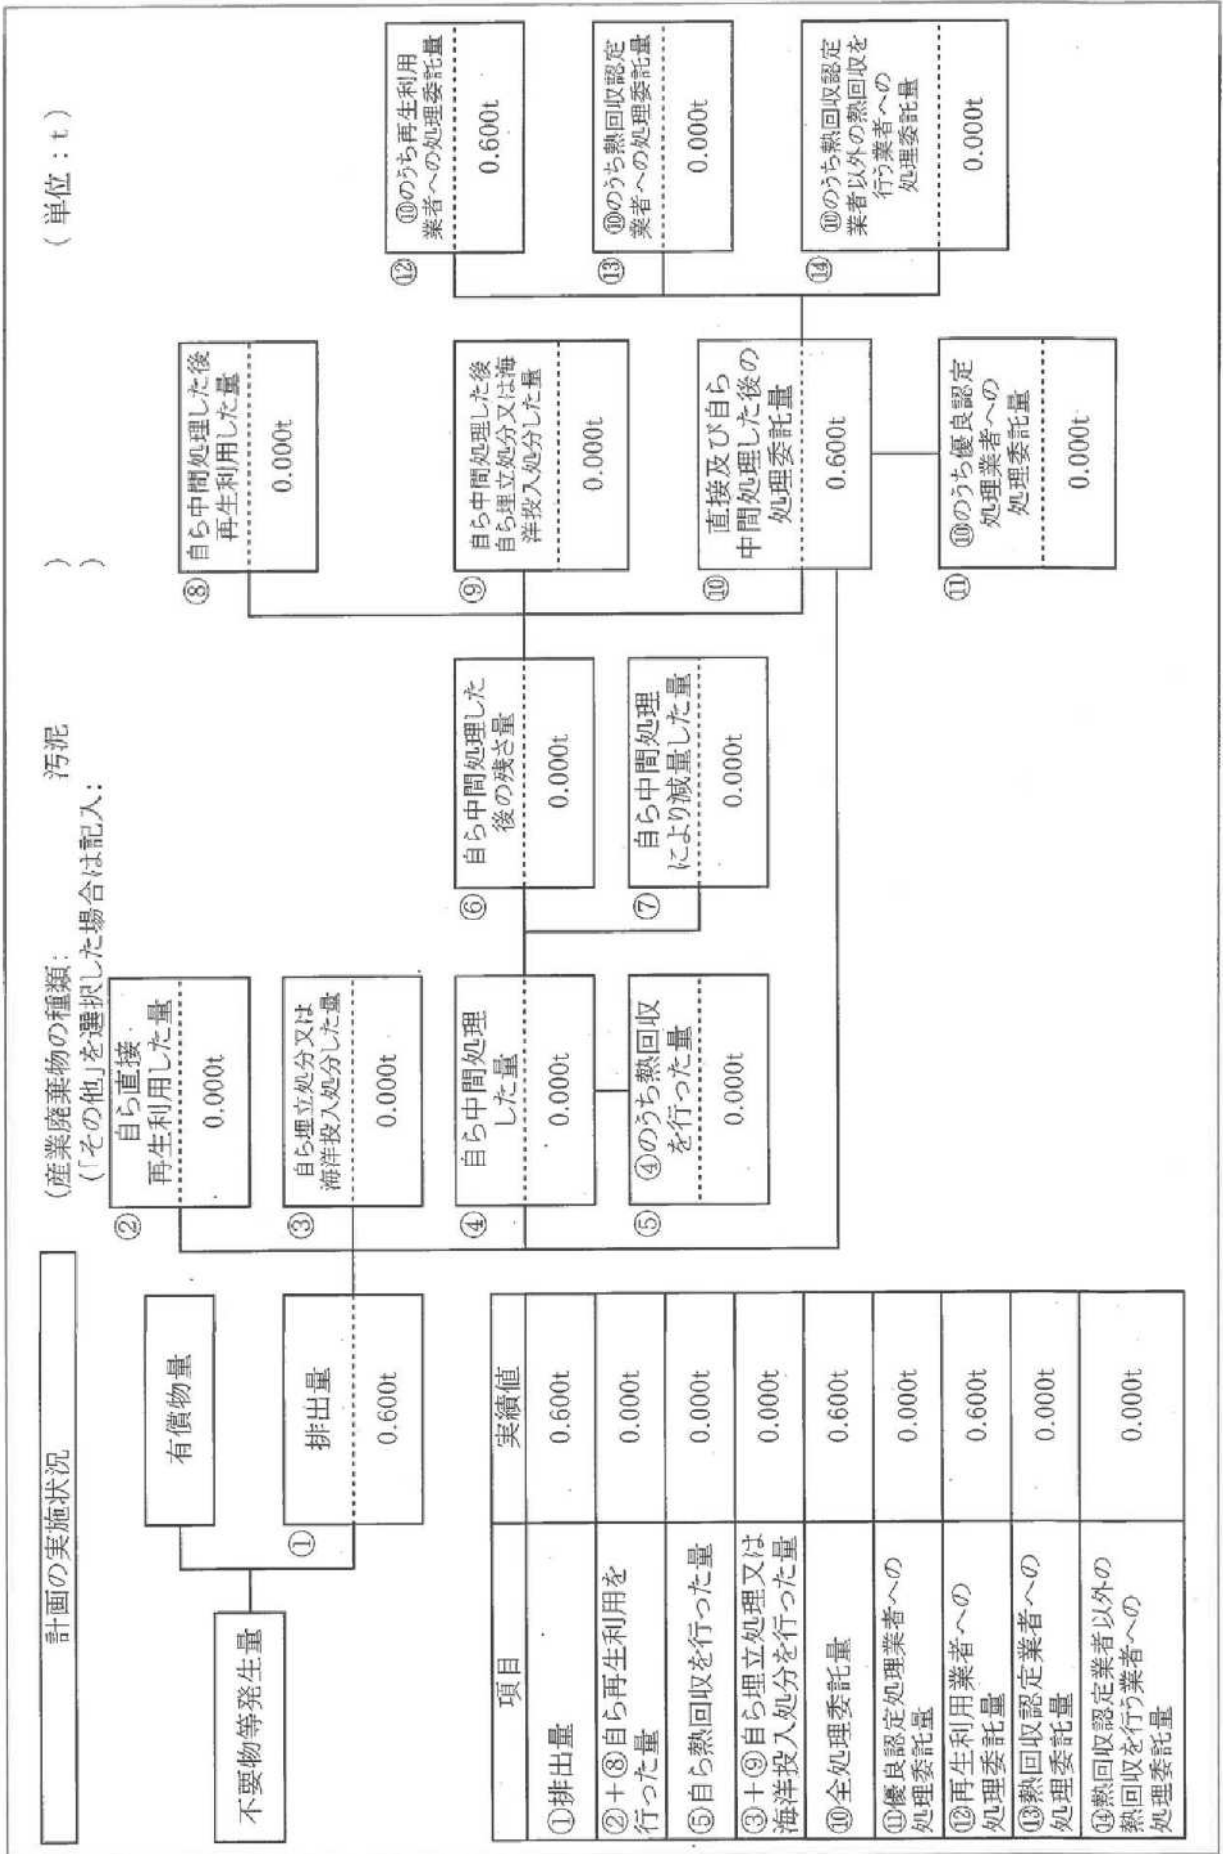 計画の実施状況
(産業廃棄物の種類: 汚泥 )
(「その他」を選択した場合は記入: )
(単位:t)
不要物等発生量
有償物量
①
排出量
0.600t
②
自ら直接
再生利用した量
0.000t
③
自ら埋立処分又は
海洋投入処分した量
0.000t
④
自ら中間処理
した量
0.000t
⑤
④のうち熱回収
を行った量
0.000t
⑥
自ら中間処理した
後の残さ量
0.000t
⑦
自ら中間処理
により減量した量
0.000t
⑧
自ら中間処理した後
再生利用した量
0.000t
⑨
自ら中間処理した後
自ら埋立処分又は海
洋投入処分した量
0.000t
⑩
直接及び自ら
中間処理した後の
処理委託量
0.600t
⑪
⑩のうち優良認定
処理業者への
処理委託量
0.000t
⑫
⑩のうち再生利用
業者への処理委託量
0.600t
⑬
⑩のうち熱回収認定
業者への処理委託量
0.000t
⑭
⑩のうち熱回収認定
業者以外の熱回収を
行う業者への
処理委託量
0.000t
項目 実績値
①排出量 0.600t
②+⑧自ら再生利用を
行った量 0.000t
⑤自ら熱回収を行った量 0.000t
③+⑨自ら埋立処理又は
海洋投入処分を行った量 0.000t
⑩全処理委託量 0.600t
⑪優良認定処理業者への
処理委託量 0.000t
⑫再生利用業者への
処理委託量 0.600t
⑬熱回収認定業者への
処理委託量 0.000t
⑭熱回収認定業者以外の
熱回収を行う業者への
処理委託量 0.000t